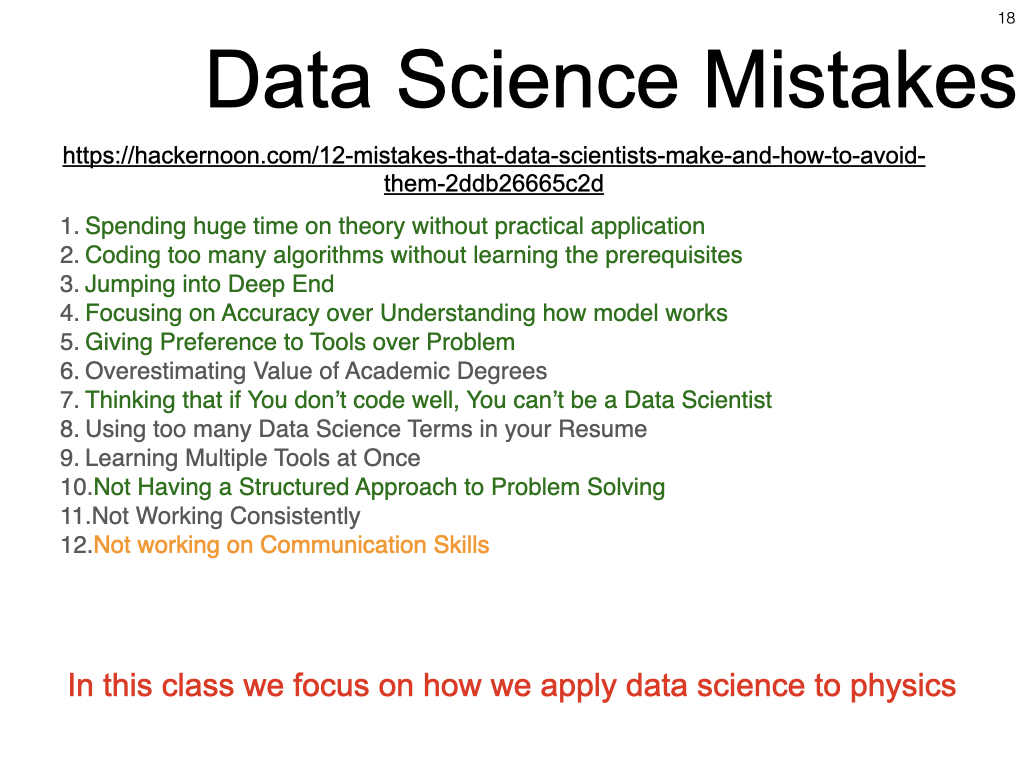 18
Data Science Mistakes
https://hackernoon.com/12-mistakes-that-data-scientists-make-and-how-to-avoid-
them-2ddb26665c2d
1. Spending huge time on theory without practical application
2. Coding too many algorithms without learning the prerequisites
3. Jumping into Deep End
4. Focusing on Accuracy over Understanding how model works
5. Giving Preference to Tools over Problem
6. Overestimating Value of Academic Degrees
7. Thinking that if You don’t code well, You can’t be a Data Scientist
8. Using too many Data Science Terms in your Resume
9. Learning Multiple Tools at Once
10.Not Having a Structured Approach to Problem Solving
11.Not Working Consistently
12.Not working on Communication Skills
In this class we focus on how we apply data science to physics